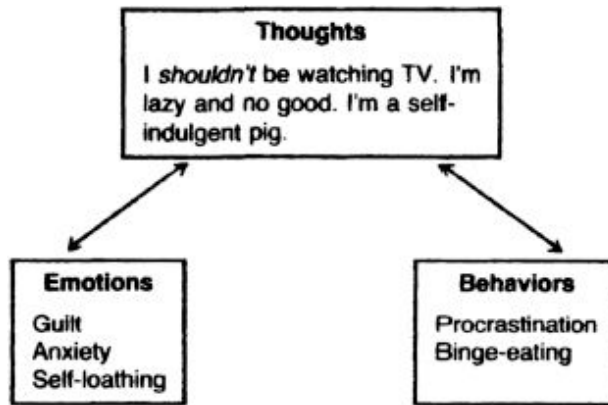 Thoughts
I shouldn't be watching TV. I'm
lazy and no good. I'm a self-
indulgent pig.
Emotions
Guilt
Anxiety
Self-loathing
Behaviors
Procrastination
Binge-eating